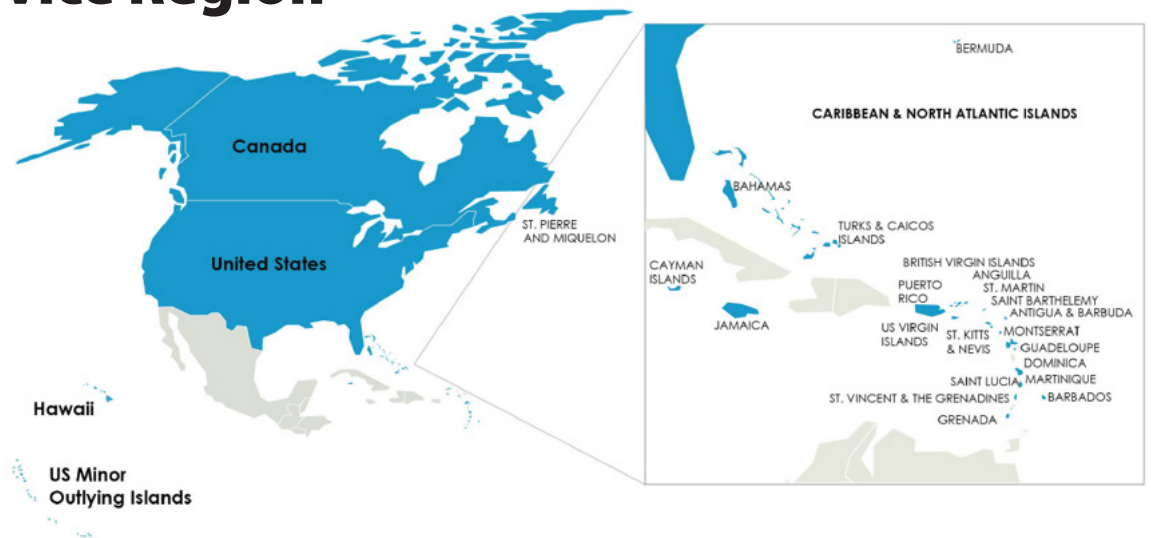 Region
Canada
United States
ST. PIERRE
AND MIQUELON
Hawaii
US Minor
Outlying Islands
BERMUDA
CARIBBEAN & NORTH ATLANTIC ISLANDS
BAHAMAS
TURKS & CAICOS
ISLANDS
CAYMAN
ISLANDS
JAMAICA
BRITISH VIRGIN ISLANDS
ANGUILLA
PUERTO
RICO
ST. MARTIN
SAINT BARTHELEMY
ANTIGUA & BARBUDA
US VIRGIN
ISLANDS
ST. KITTS
& NEVIS
MONTSERRAT
GUADELOUPE
DOMINICA
SAINT LUCIA
MARTINIQUE
ST. VINCENT & THE GRENADINES
BARBADOS
GRENADA